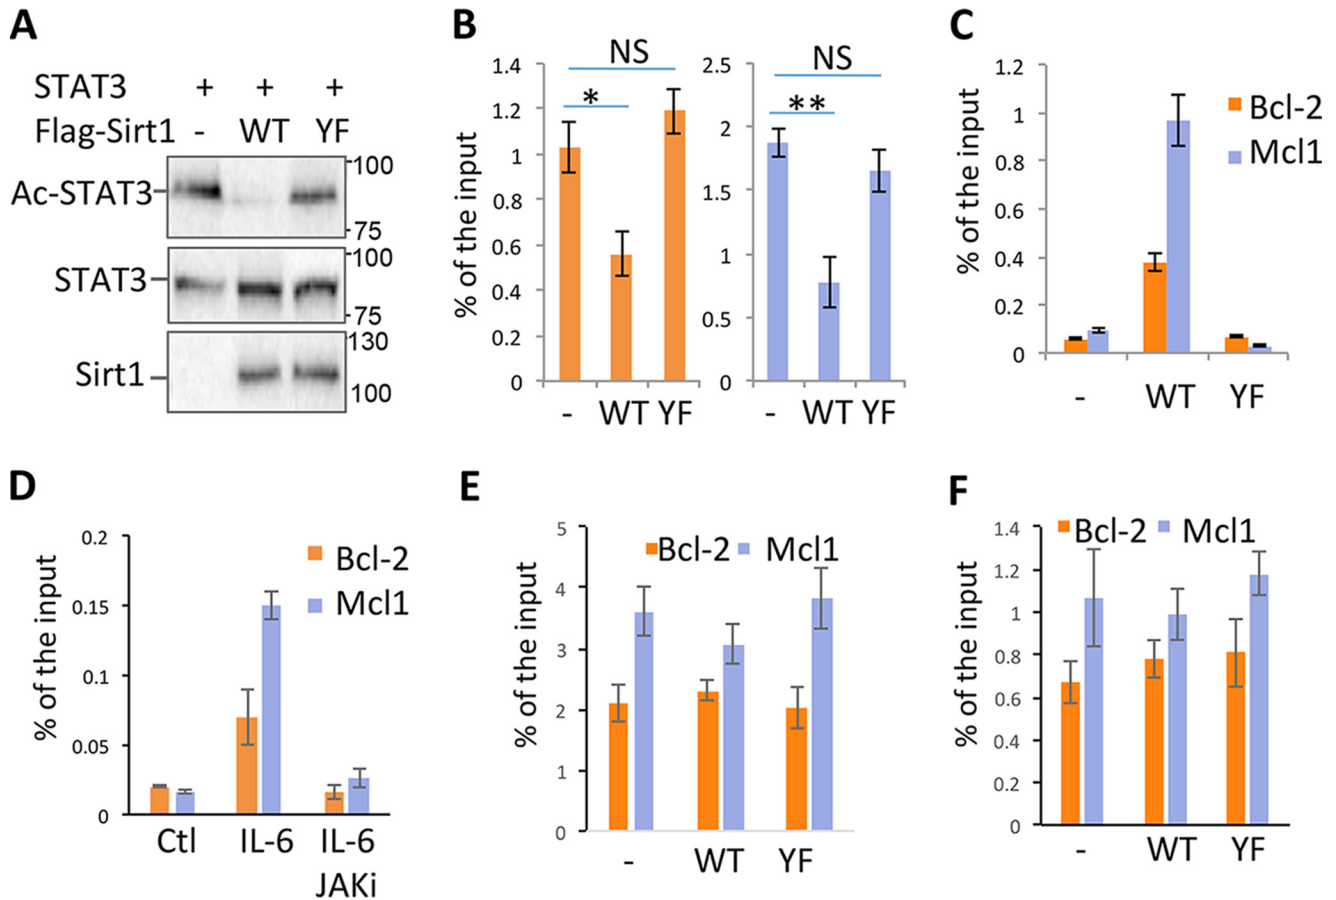 A
STAT3 + + +
Flag-Sirt1 - WT YF
Ac-STAT3
100
75
STAT3
100
75
Sirt1
130
100
B
% of the input
1.4
1.2
1
0.8
0.6
0.4
0.2
0
NS
*
- WT YF
2.5
2
1.5
1
0.5
0
NS
**
- WT YF
C
% of the input
1.2
1
0.8
0.6
0.4
0.2
0
Bcl-2
Mcl1
- WT YF
D
% of the input
0.2
0.15
0.1
0.05
0
Bcl-2
Mcl1
Ctl IL-6 IL-6
JAKi
E
% of the input
5
4
3
2
1
0
Bcl-2 Mcl1
- WT YF
F
% of the input
1.4
1.2
1
0.8
0.6
0.4
0.2
0
Bcl-2 Mcl1
- WT YF